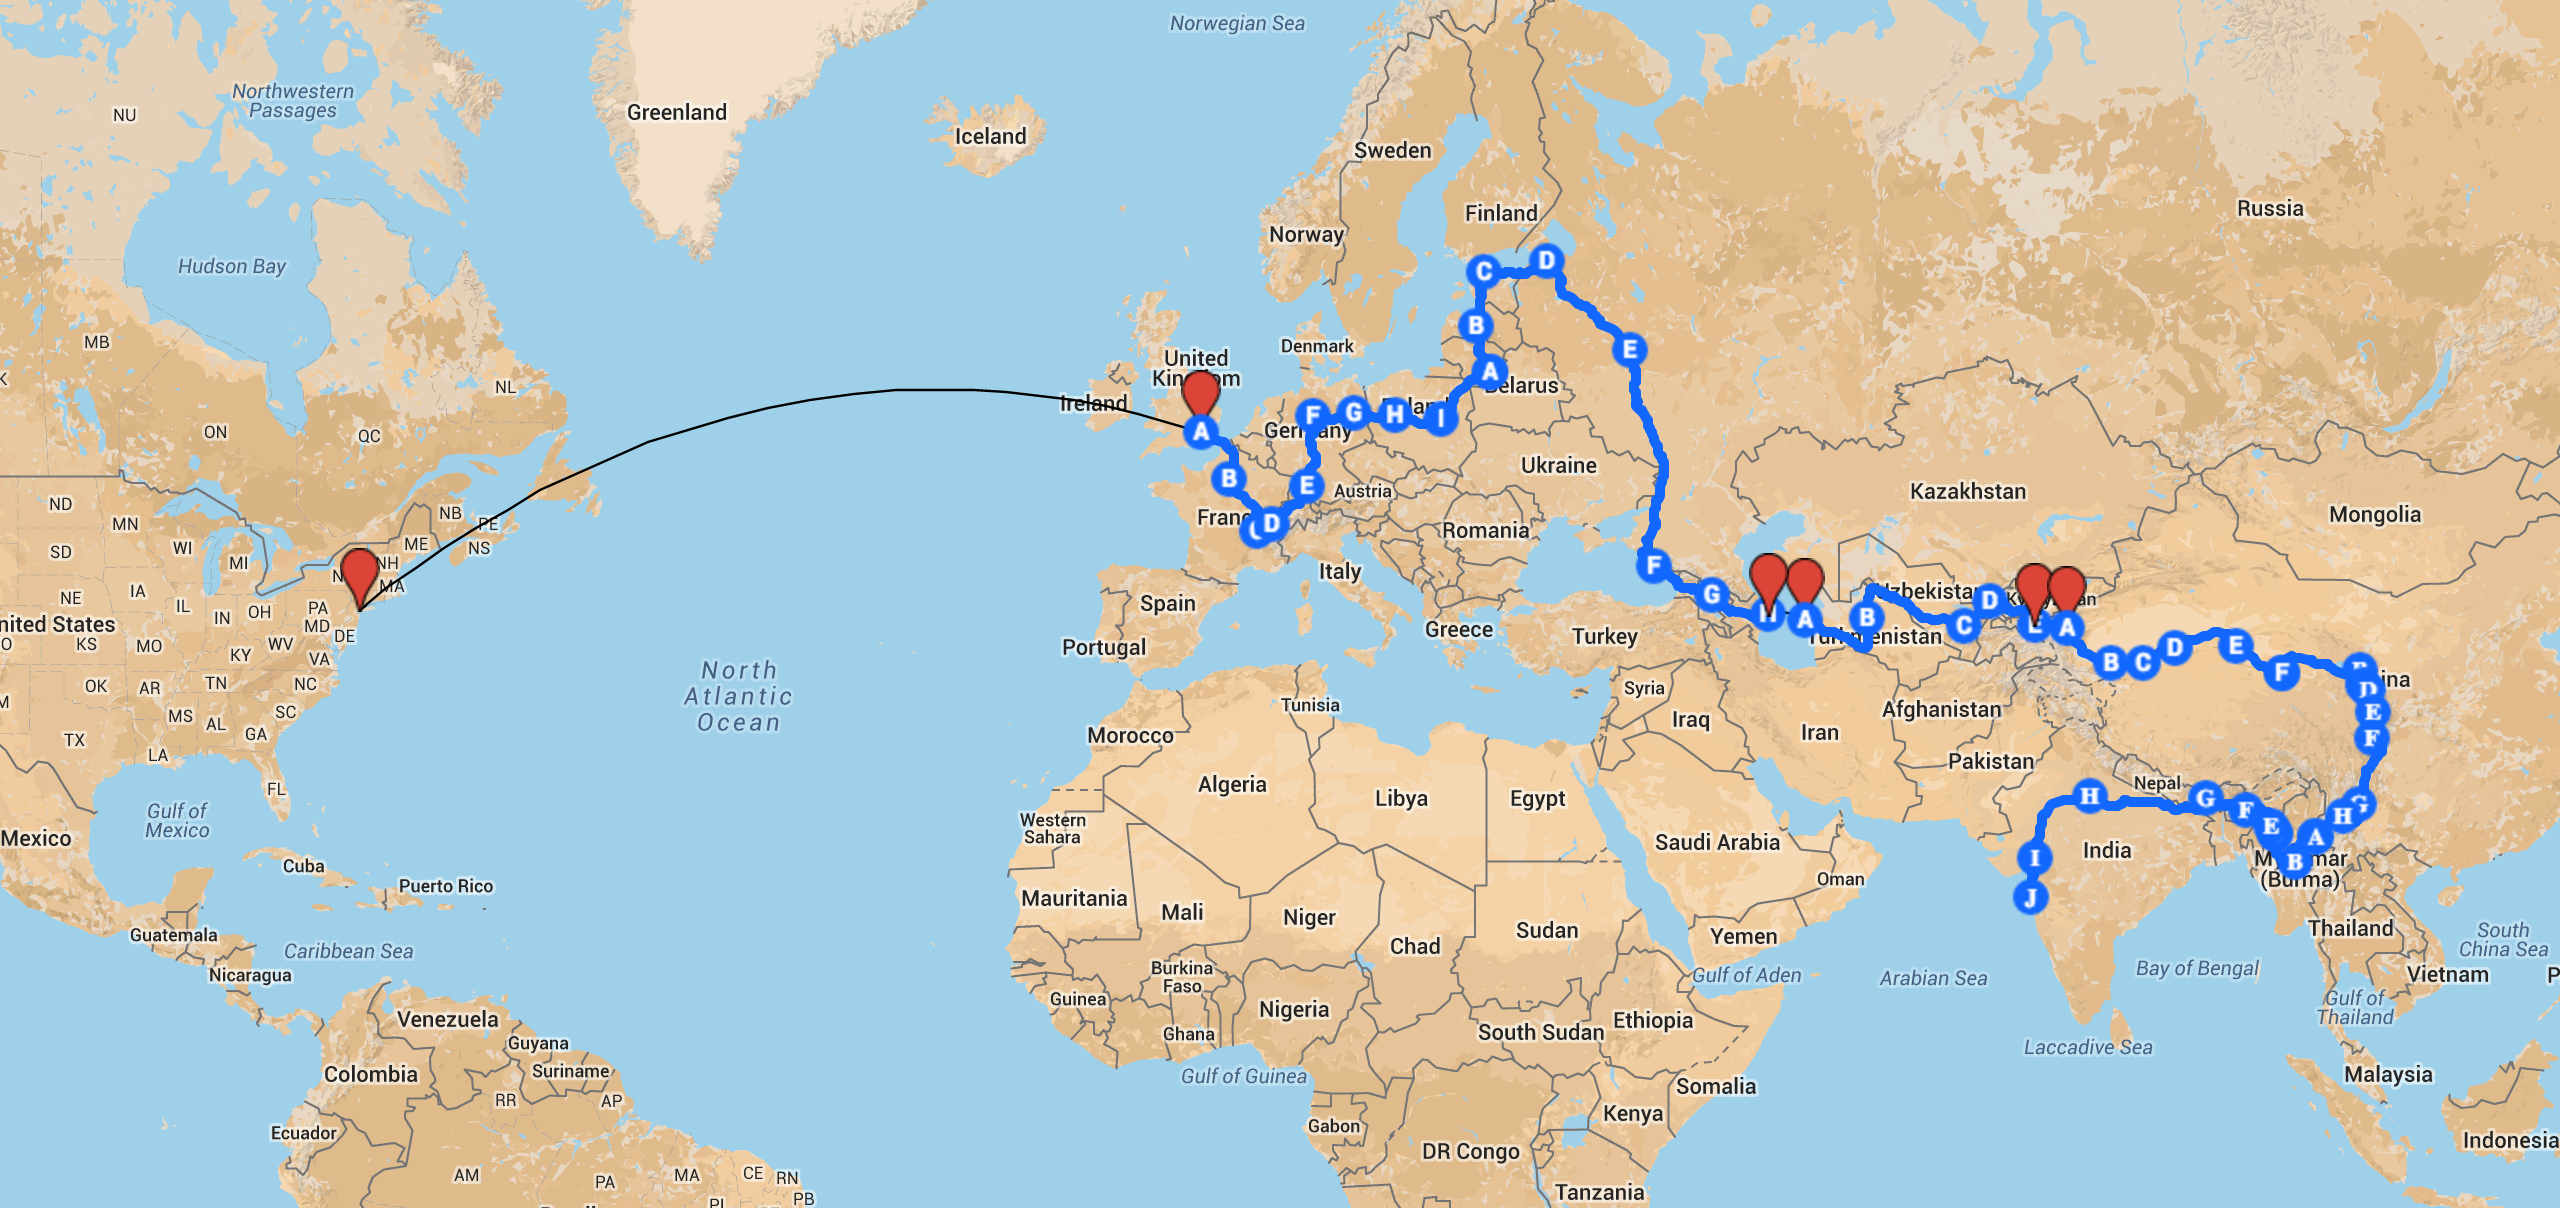 Norwegian Sea
Northwestern
Passages
NU
Greenland
Iceland
Sweden
Finland
Norway
Russia
Hudson Bay
MB
NL
ON
QC
United
Kingdom
Ireland
Denmark
Belarus
Germany
Poland
Ukraine
Austria
France
Romania
Italy
Spain
Portugal
Greece
Turkey
Kazakhstan
Mongolia
Uzbekistan
Turkmenistan
ND
MN
SD
WI
MI
NB
PE
ME
NS
NH
MA
NE
IA
IL
IN
OH
PA
MD
DE
nited States
KS
MO
WV
KY
VA
OK
AR
TN
NC
MS
AL
SC
GA
TX
LA
FL
North
Atlantic
Ocean
Gulf of
Mexico
Mexico
Cuba
Puerto Rico
Guatemala
Caribbean Sea
Nicaragua
Venezuela
Guyana
Suriname
Colombia
RR
AP
Ecuador
AM
PA
MA
CE
RN
PB
Tunisia
Morocco
Algeria
Libya
Egypt
Western
Sahara
Mauritania
Mali
Niger
Chad
Sudan
Burkina
Faso
Guinea
Ghana
Nigeria
South Sudan
Ethiopia
Gulf of Guinea
Somalia
Gabon
Kenya
DR Congo
Tanzania
Syria
Iraq
Iran
Afghanistan
Pakistan
Saudi Arabia
Oman
Yemen
Gulf of Aden
Arabian Sea
Nepal
India
Myanmar
(Burma)
Thailand
Vietnam
Bay of Bengal
South
China Sea
Gulf of
Thailand
Laccadive Sea
Malaysia
Indonesia
ina
A
B
D
E
F
G
H
I
A
B
C
D
E
F
G
H
A
B
C
D
E
A
B
C
D
E
F
D
E
F
G
H
A
B
E
F
G
H
I
J